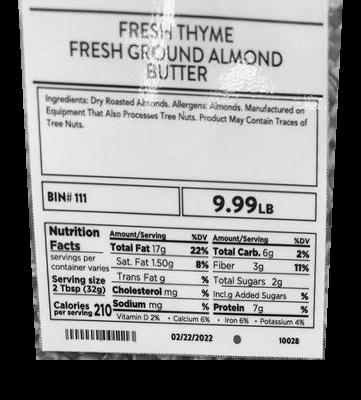 FRESH THYME
FRESH GROUND ALMOND
BUTTER
Ingredients: Dry Roasted Almonds. Allergens: Almonds. Manufactured on
Equipment That Also Processes Tree Nuts. Product May Contain Traces of
Tree Nuts.
BIN# 111
9.99LB
Nutrition
Facts
servings per
container varies
Serving size
2 Tbsp (32g)
Calories
per serving 210
Amount/Serving %DV
Total Fat 17g 22%
Sat. Fat 1.50g 8%
Trans Fat g %
Cholesterol mg %
Sodium mg %
Amount/Serving %DV
Total Carb. 6g 2%
Fiber 3g 11%
Total Sugars 2g
Incl.g Added Sugars %
Protein 7g %
Vitamin D 2% • Calcium 6% • Iron 6% • Potassium 4%
02/22/2022 10028